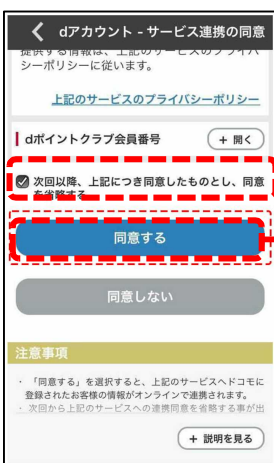 dアカウント - サービス連携の同意
提供する情報は、上記のサービスのプライバ
シーポリシーに従います。
上記のサービスのプライバシーポリシー
dポイントクラブ会員番号
+ 開く
次回以降、上記につき同意したものとし、同意
を省略する
同意する
同意しない
注意事項
・ 「同意する」を選択すると、上記のサービスへドコモに
登録されたお客様の情報がオンラインで連携されます。
・ 次回から上記のサービスへの連携同意を省略する事が出
+ 説明を見る